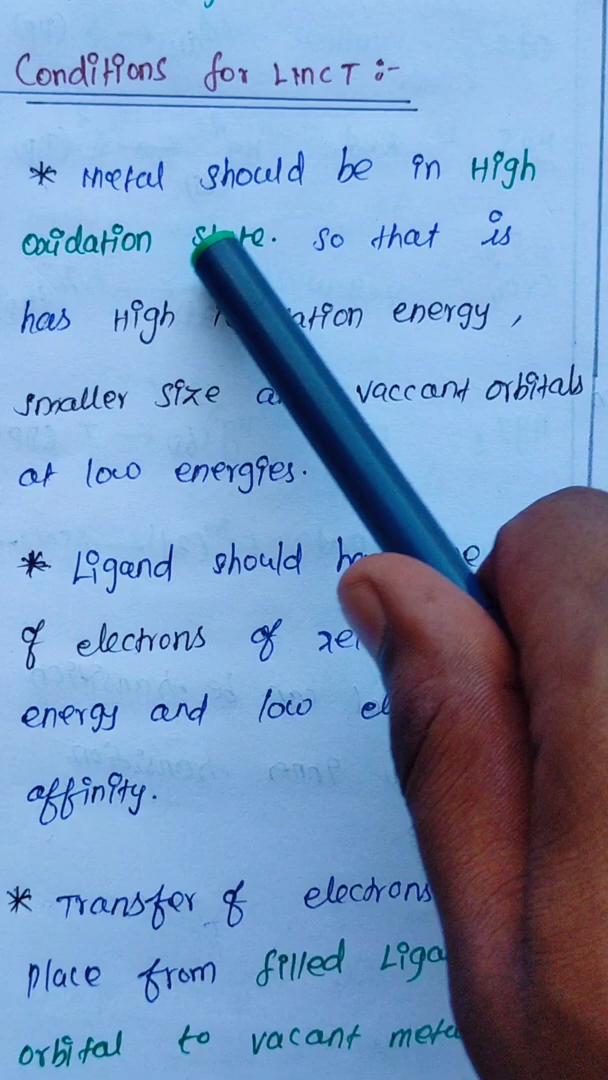 Conditions for LMCT :-
* Metal should be in High
oxidation state. so that is
has High energy ,
smaller size vaccant orbitals
at low energies.
* Ligand should
of electrons of
energy and low
affinity.
* Transfer of electrons
place from filled
orbital to vacant